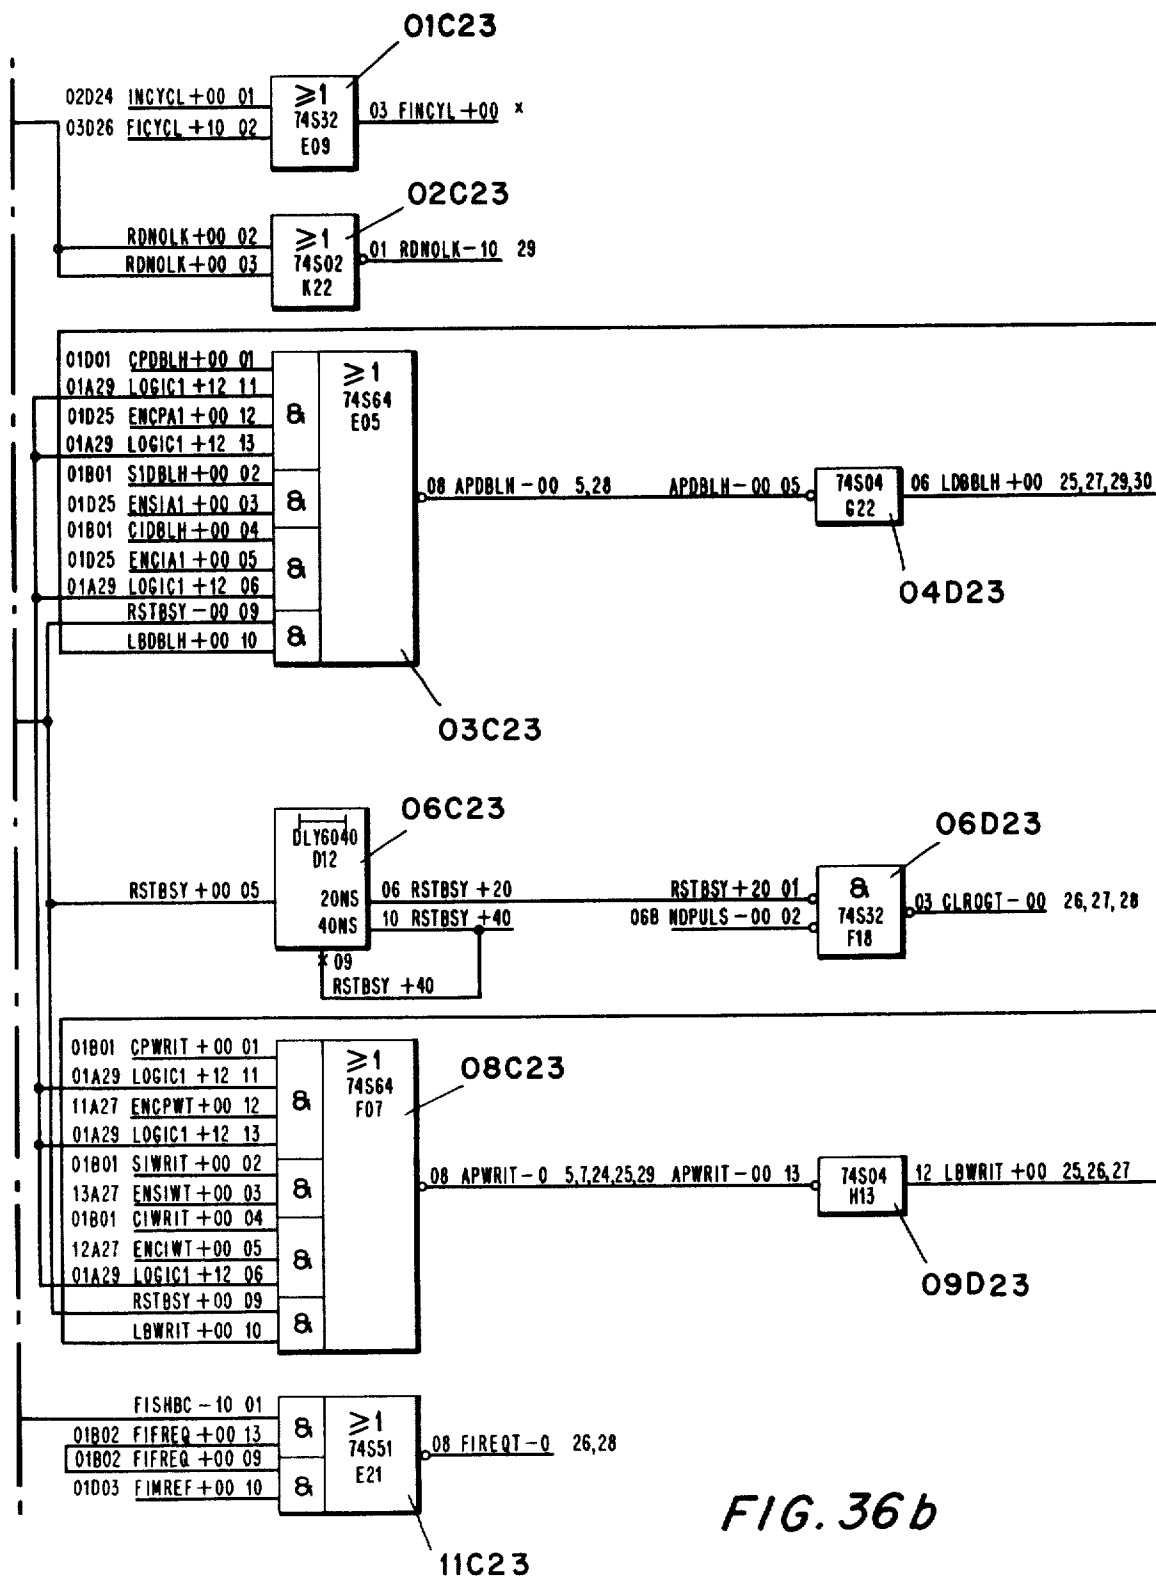 01C23
02D24 INCYCL+00 01
03D26 FICYCL+10 02
≥1
74S32
E09
03 FINCYL+00 x
02C23
RDNOLK+00 02
RDNOLK+00 03
≥1
74S02
K22
01 RDNOLK-10 29
01D01 CPDBLH+00 01
01A29 LOGIC1+12 11
01D25 ENCPA1+00 12
01A29 LOGIC1+12 13
01B01 SIDBLH+00 02
01D25 ENSIA1+00 03
01B01 CIDBLH+00 04
01D25 ENCIA1+00 05
01A29 LOGIC1+12 06
RSTBSY-00 09
LBDBLH+00 10
&
&
&
&
≥1
74S64
E05
08 APDBLH-00 5,28
APDBLH-00 05
74S04
G22
06 LDBBLH+00 25,27,29,30
04D23
03C23
06C23
RSTBSY+00 05
DLY6040
D12
20NS
40NS
06 RSTBSY+20
10 RSTBSY+40
x 09
RSTBSY+40
06D23
RSTBSY+20 01
06B NDPULS-00 02
&
74S32
F18
03 CLROGT-00 26,27,28
01B01 CPWRIT+00 01
01A29 LOGIC1+12 11
11A27 ENCPWT+00 12
01A29 LOGIC1+12 13
01B01 SIWRIT+00 02
13A27 ENSIWT+00 03
01B01 CIWRIT+00 04
12A27 ENCIWT+00 05
01A29 LOGIC1+12 06
RSTBSY+00 09
LBWRIT+00 10
&
&
&
&
≥1
74S64
F07
08C23
08 APWRIT-0 5,7,24,25,29
APWRIT-00 13
74S04
H13
12 LBWRIT+00 25,26,27
09D23
FISHBC-10 01
01B02 FIFREQ+00 13
01B02 FIFREQ+00 09
01D03 FIMREF+00 10
&
&
≥1
74S51
E21
08 FIREQT-0 26,28
11C23
FIG. 36b